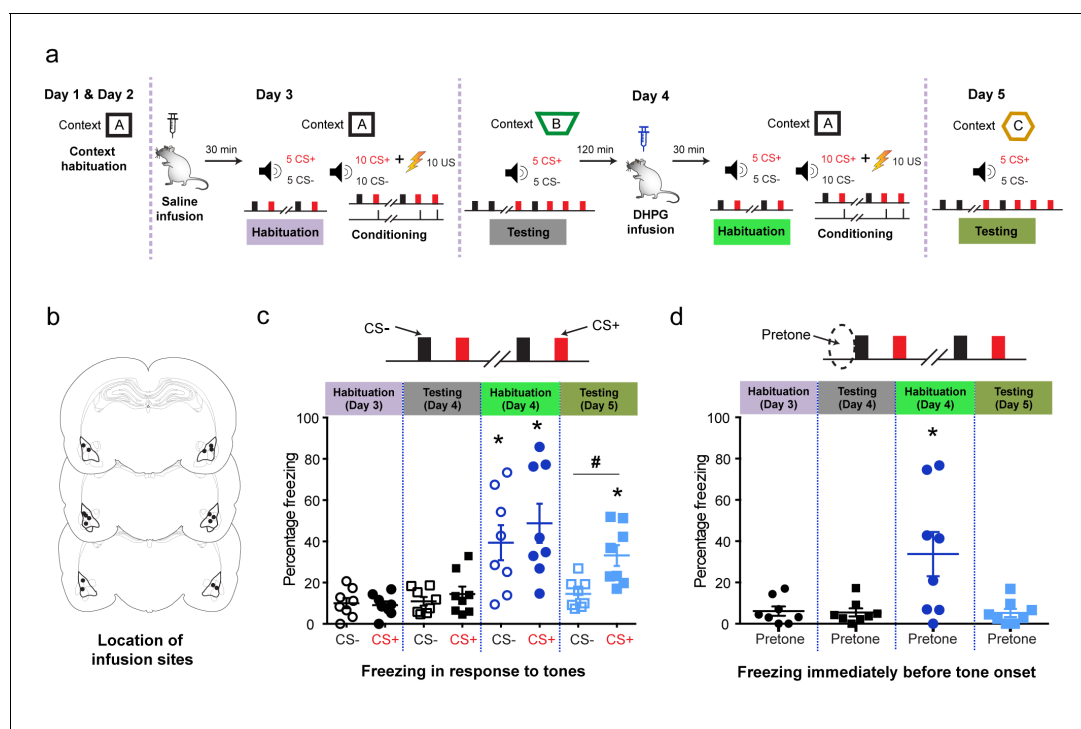 a
Day 1 & Day 2
Day 3
Day 4
Day 5
Context A
Context
habituation
Saline
infusion
30 min
Context A
5 CS+
5 CS-
10 CS+ + 10 US
10 CS-
Habituation
Conditioning
Context B
5 CS+
5 CS-
Testing
120 min
DHPG
infusion
30 min
Context A
5 CS+
5 CS-
10 CS+ + 10 US
10 CS-
Habituation
Conditioning
Context C
5 CS+
5 CS-
Testing
b
Location of
infusion sites
c
CS-
CS+
Habituation
(Day 3)
Testing
(Day 4)
Habituation
(Day 4)
Testing
(Day 5)
Percentage freezing
100
80
60
40
20
0
* * # *
CS- CS+ CS- CS+ CS- CS+ CS- CS+
Freezing in response to tones
d
Pretone
Habituation
(Day 3)
Testing
(Day 4)
Habituation
(Day 4)
Testing
(Day 5)
Percentage freezing
100
80
60
40
20
0
*
Pretone Pretone Pretone Pretone
Freezing immediately before tone onset